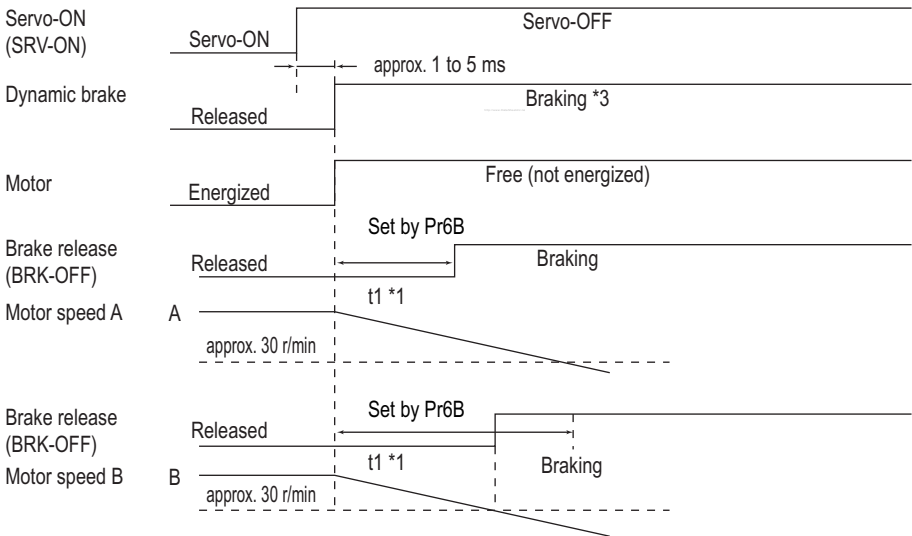 Servo-ON
(SRV-ON)
Servo-ON
Servo-OFF
approx. 1 to 5 ms
Dynamic brake
Released
Braking *3
Motor
Energized
Free (not energized)
Set by Pr6B
Brake release
(BRK-OFF)
Released
Braking
t1 *1
Motor speed A
A
approx. 30 r/min
Brake release
(BRK-OFF)
Released
Set by Pr6B
t1 *1
Braking
Motor speed B
B
approx. 30 r/min